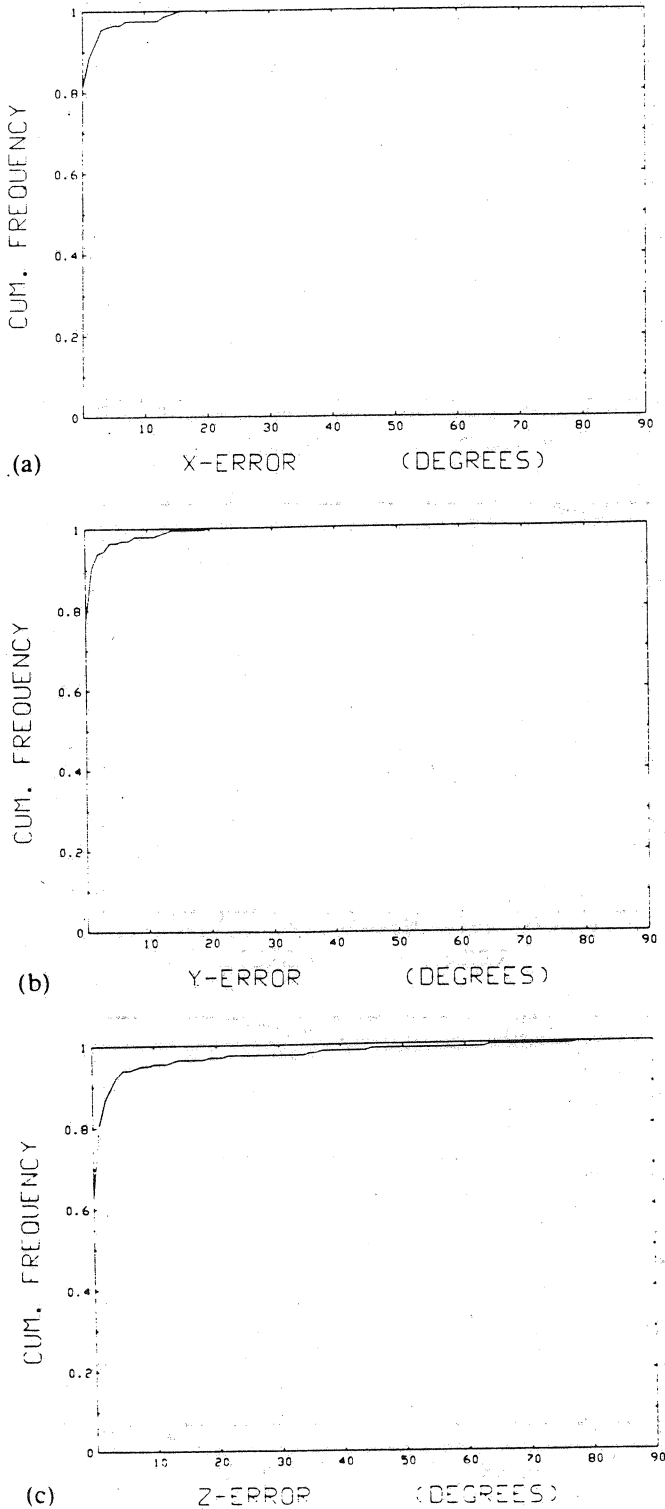 1
0.8
0.6
0.4
0.2
0
CUM. FREQUENCY
10 20 30 40 50 60 70 80 90
(a) X-ERROR (DEGREES)
1
0.8
0.6
0.4
0.2
0
CUM. FREQUENCY
10 20 30 40 50 60 70 80 90
(b) Y-ERROR (DEGREES)
1
0.8
0.6
0.4
0.2
0
CUM. FREQUENCY
10 20 30 40 50 60 70 80 90
(c) Z-ERROR (DEGREES)